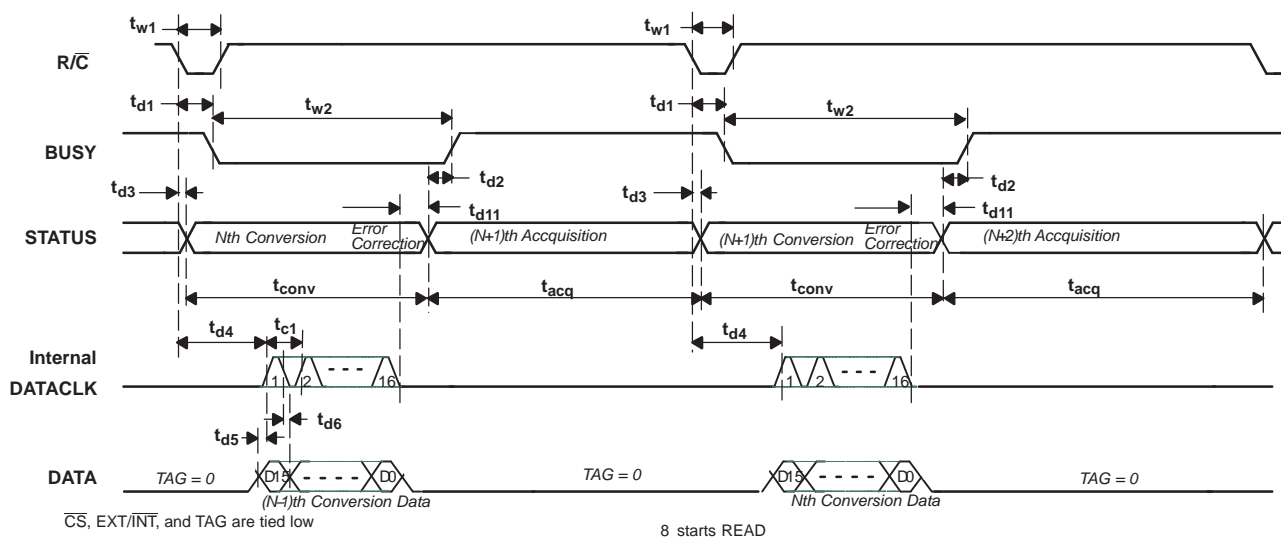 tw1 tw1
R/C
td1 tw2 td1 tw2
BUSY
td3 td2 td3 td2
td11 td11
STATUS Nth Conversion Error Correction (N+1)th Accquisition (N+1)th Conversion Error Correction (N+2)th Accquisition
tconv tacq tconv tacq
td4 tc1 td4
Internal
DATACLK 1 2 - - - 16 1 2 - - - 16
td5 td6
DATA TAG = 0 D15 - - - - - D0 TAG = 0 D15 - - - - - D0 TAG = 0
(N-1)th Conversion Data Nth Conversion Data
CS, EXT/INT, and TAG are tied low
8 starts READ